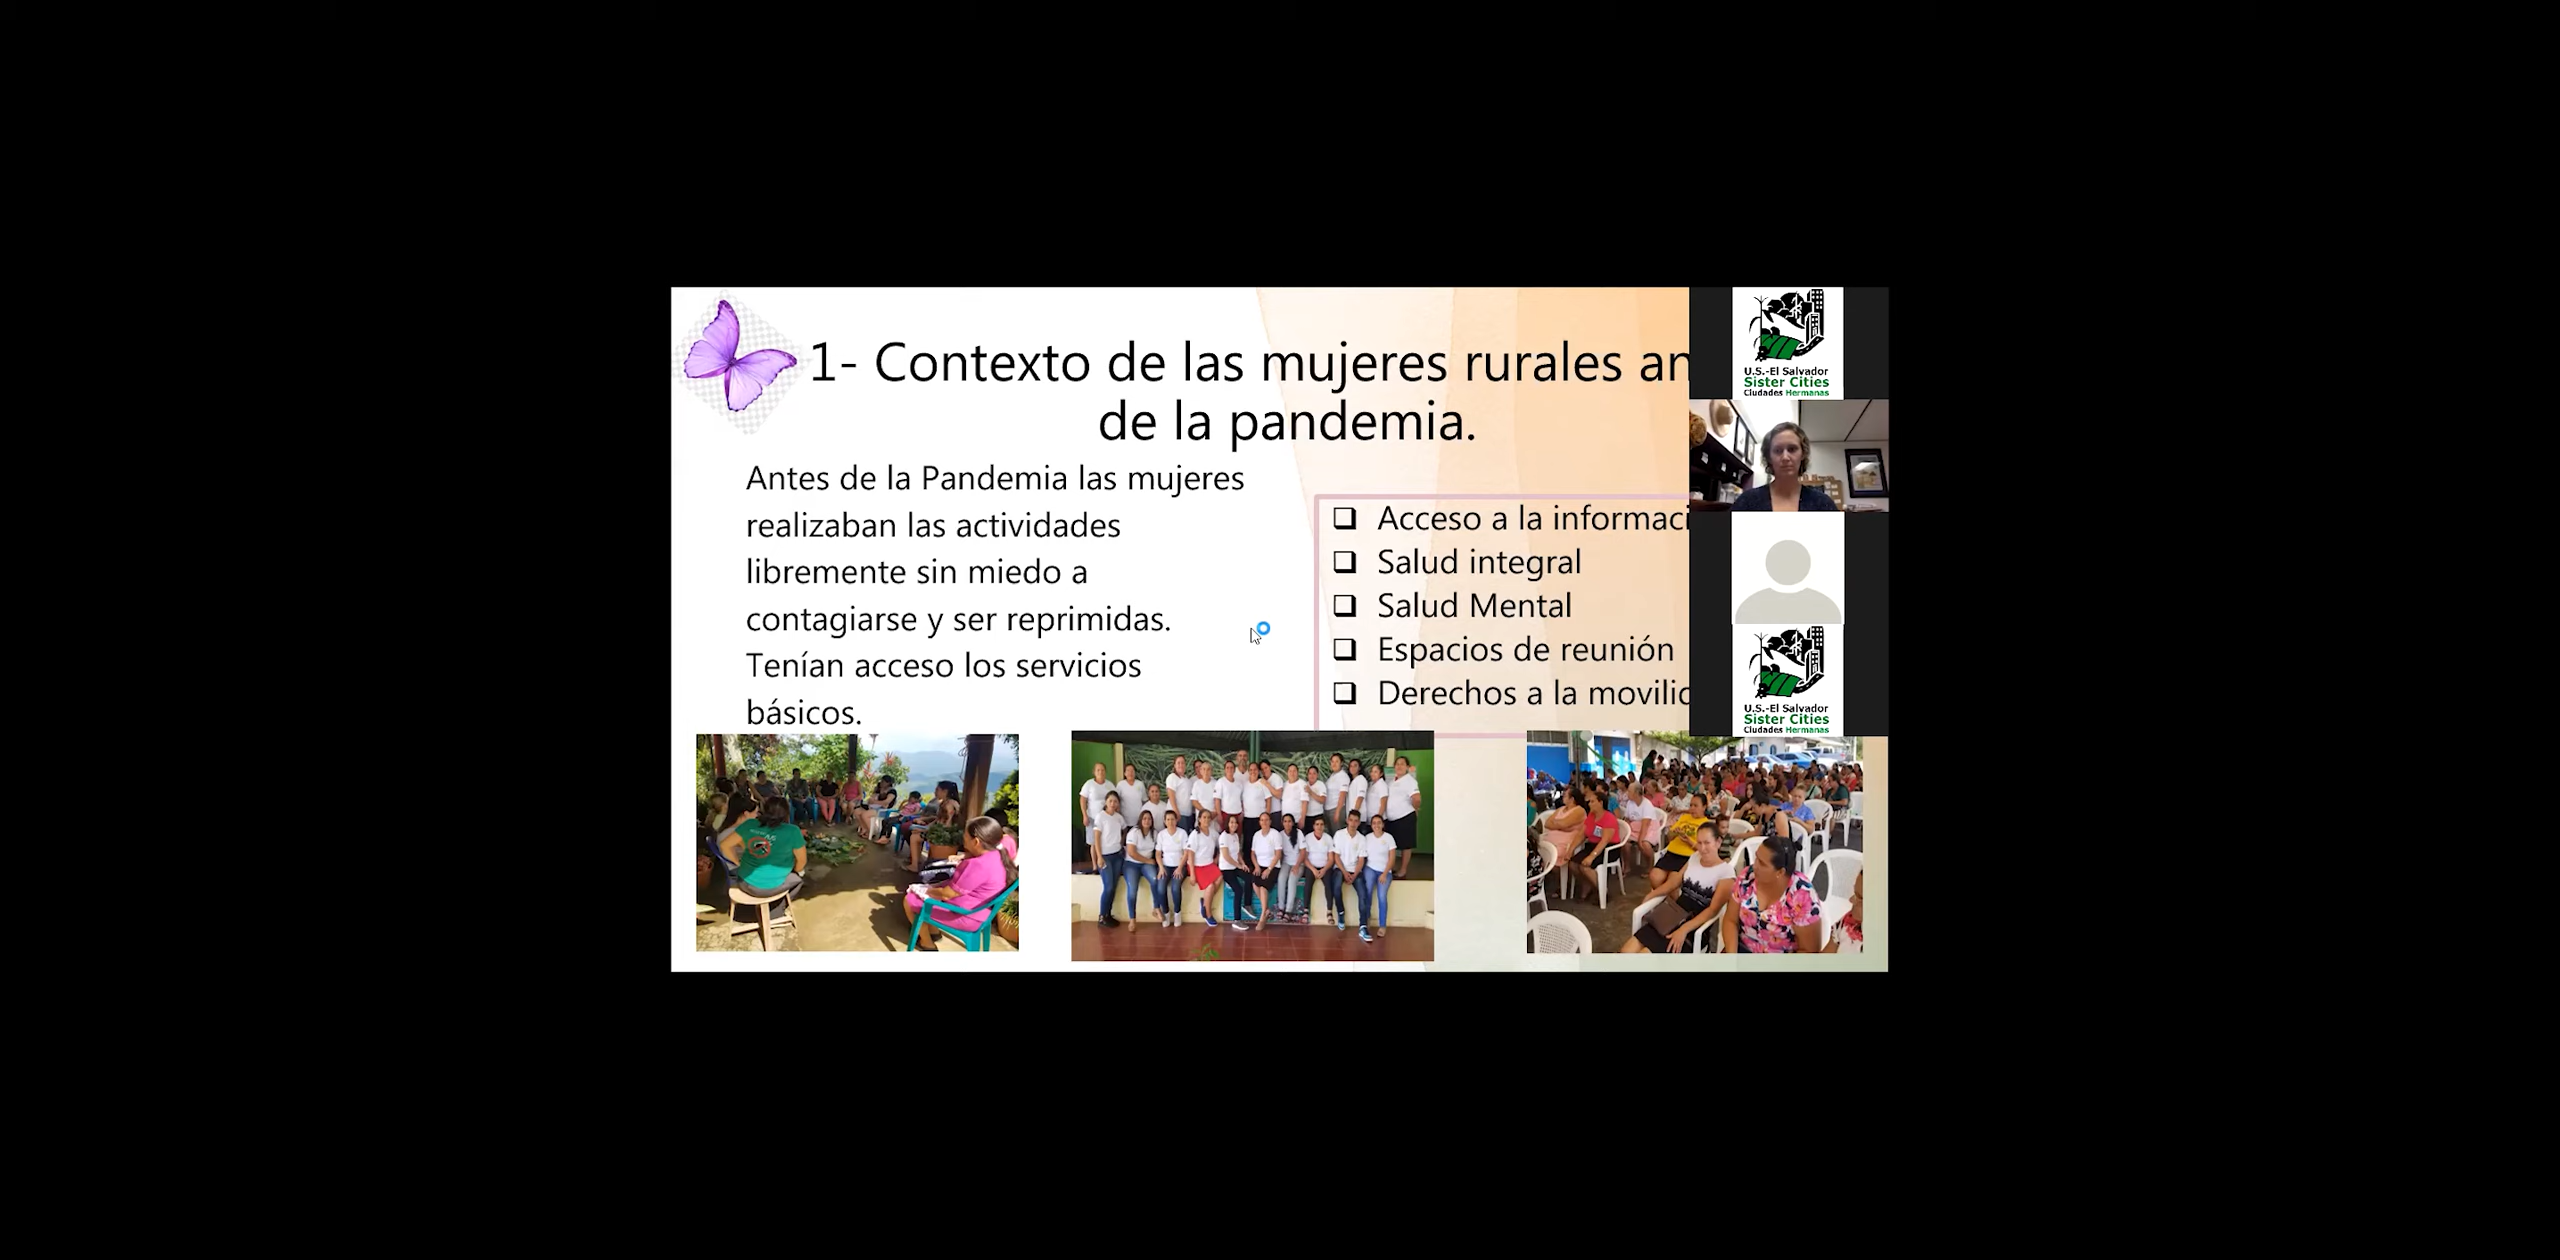 1- Contexto de las mujeres rurales an
de la pandemia.
Antes de la Pandemia las mujeres
realizaban las actividades
libremente sin miedo a
contagiarse y ser reprimidas.
Tenían acceso los servicios
básicos.
Acceso a la informaci
Salud integral
Salud Mental
Espacios de reunión
Derechos a la movili
U.S.-El Salvador
Sister Cities
Ciudades Hermanas
U.S.-El Salvador
Sister Cities
Ciudades Hermanas